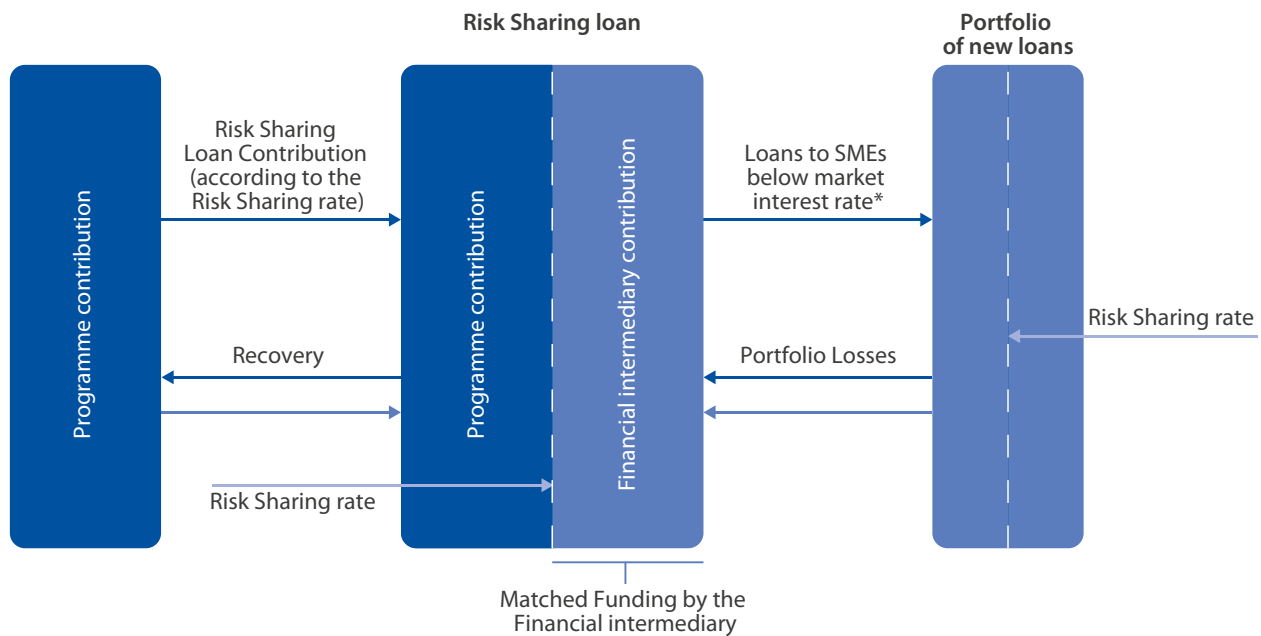 Risk Sharing loan
Portfolio
of new loans
Programme contribution
Risk Sharing
Loan Contribution
(according to the
Risk Sharing rate)
Programme contribution
Financial intermediary contribution
Loans to SMEs
below market
interest rate*
Risk Sharing rate
Recovery
Portfolio Losses
Risk Sharing rate
Matched Funding by the
Financial intermediary